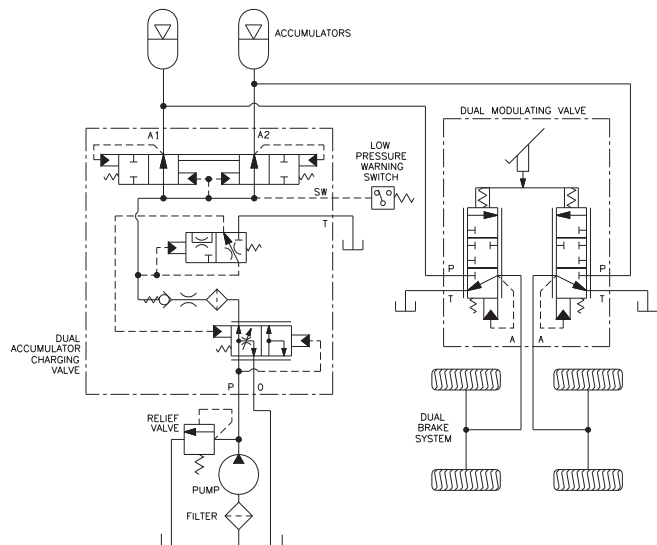 ACCUMULATORS
DUAL MODULATING VALVE
A1
A2
LOW
PRESSURE
WARNING
SWITCH
SW
T
P
T
P
T
A
A
DUAL
ACCUMULATOR
CHARGING
VALVE
P
O
RELIEF
VALVE
DUAL
BRAKE
SYSTEM
PUMP
FILTER